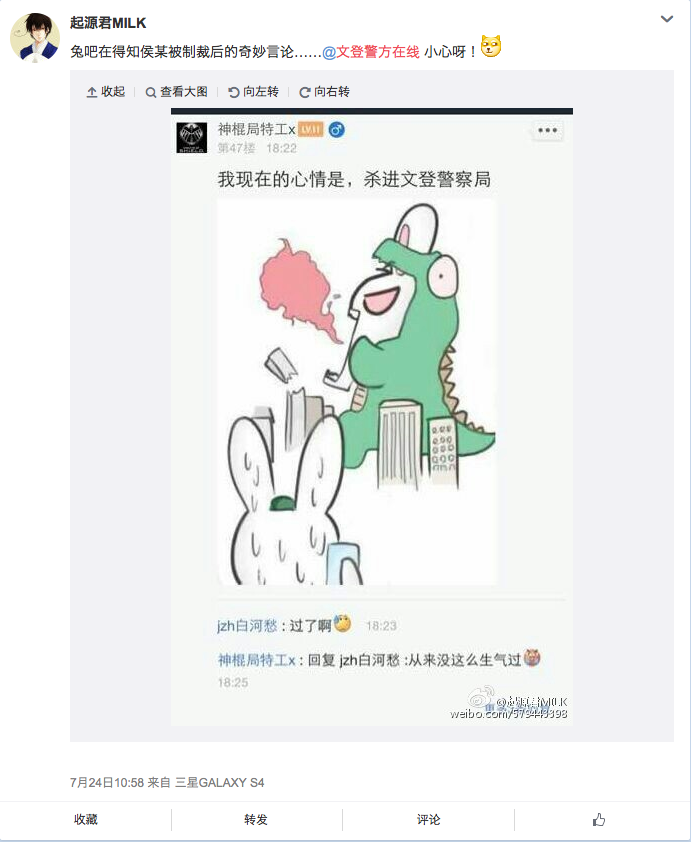 起源君MILK
兔吧在得知侯某被制裁后的奇妙言论……@文登警方在线 小心呀！
收起 查看大图 向左转 向右转
神棍局特工x LV.11
第47楼 18:22
我现在的心情是，杀进文登警察局
jzh白河愁 : 过了啊 18:23
神棍局特工x : 回复 jzh白河愁 :从来没这么生气过
18:25
@起源君MILK
weibo.com/579443398
7月24日10:58 来自 三星GALAXY S4
收藏 转发 评论